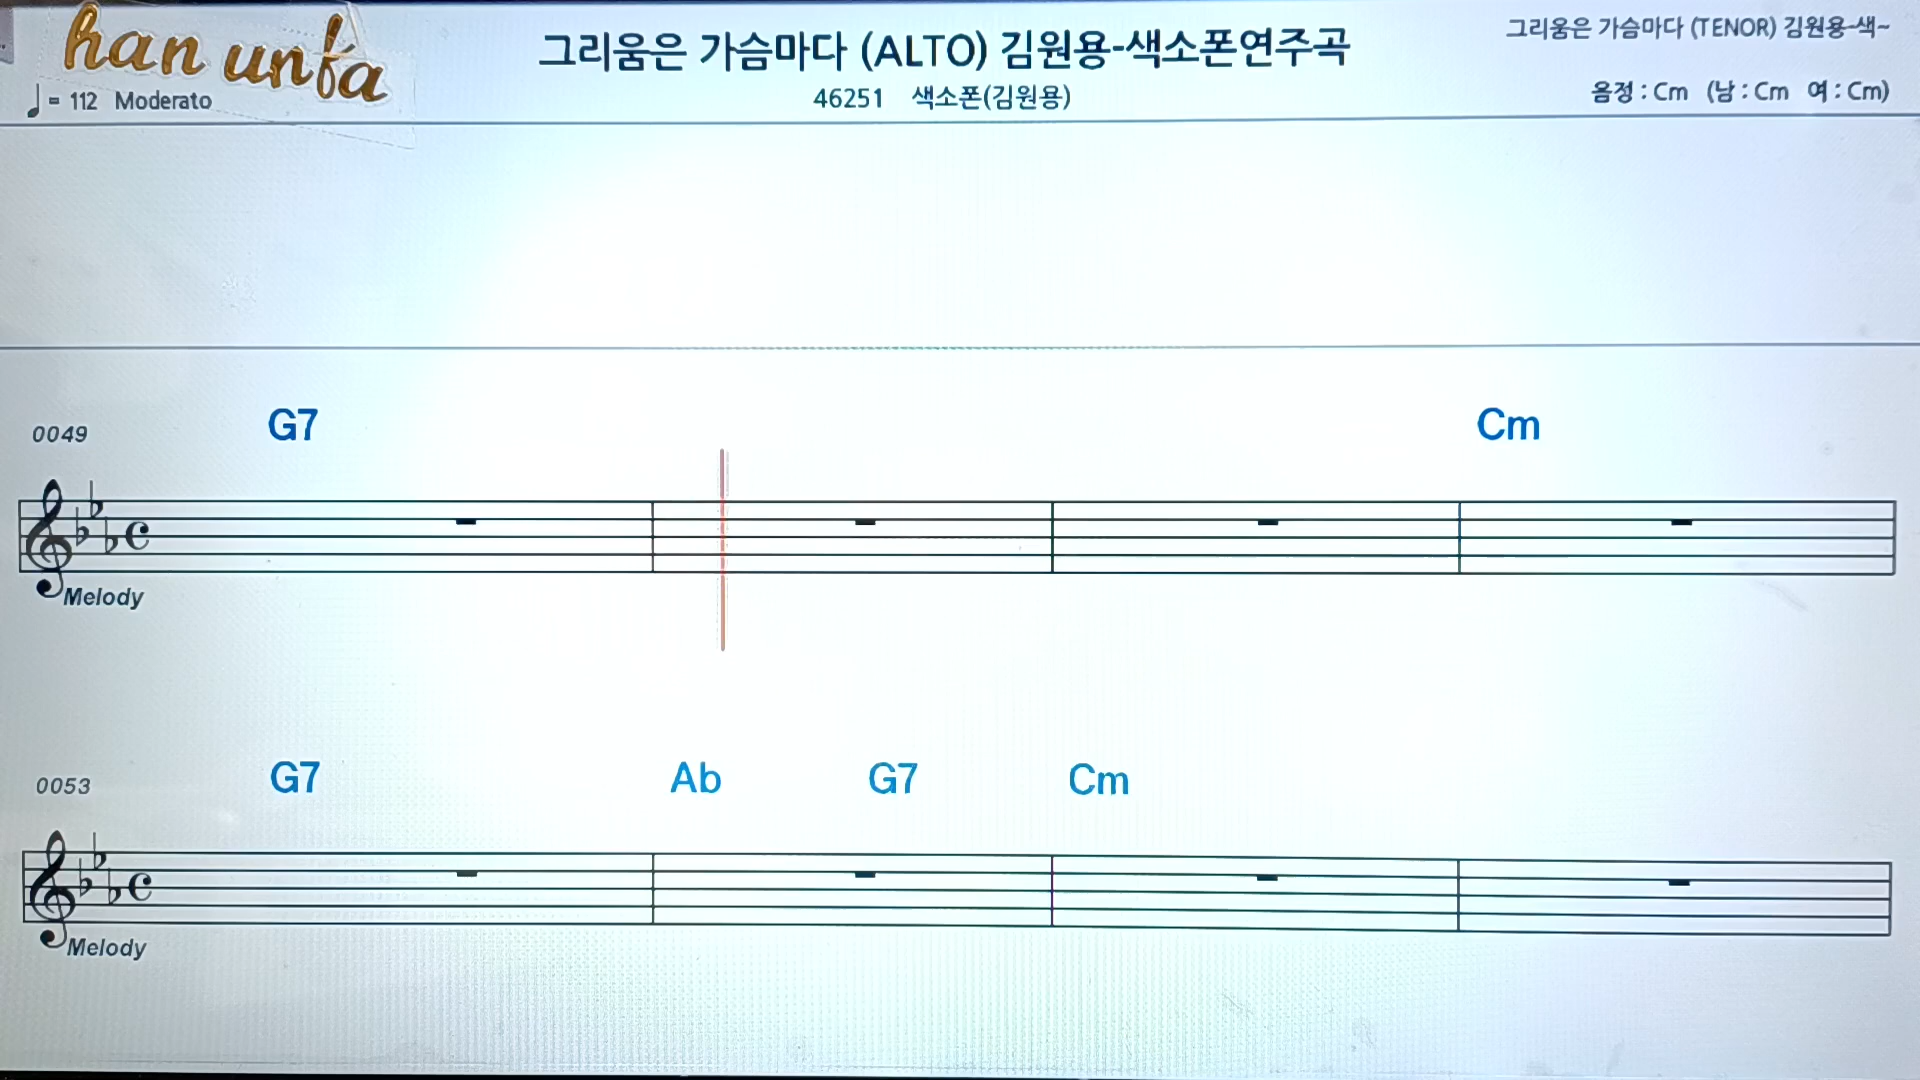 han unfa
그리움은 가슴마다 (ALTO) 김원용-색소폰연주곡
그리움은 가슴마다 (TENOR) 김원용-색~
= 112 Moderato
46251 색소폰(김원용)
음정 : Cm (남 : Cm 여 : Cm)
G7 Cm
0049
Melody
G7 Ab G7 Cm
0053
Melody